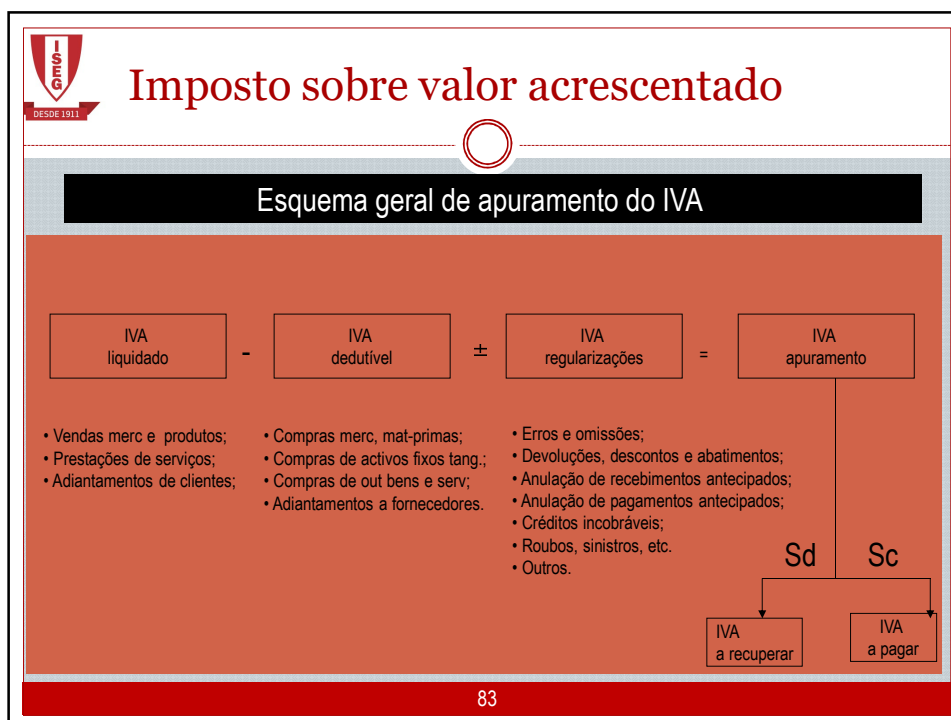 ISEG
DESDE 1911
Imposto sobre valor acrescentado
Esquema geral de apuramento do IVA
IVA
liquidado
-
IVA
dedutível
±
IVA
regularizações
=
IVA
apuramento
• Vendas merc e produtos;
• Prestações de serviços;
• Adiantamentos de clientes;
• Compras merc, mat-primas;
• Compras de activos fixos tang.;
• Compras de out bens e serv;
• Adiantamentos a fornecedores.
• Erros e omissões;
• Devoluções, descontos e abatimentos;
• Anulação de recebimentos antecipados;
• Anulação de pagamentos antecipados;
• Créditos incobráveis;
• Roubos, sinistros, etc.
• Outros.
Sd
Sc
IVA
a recuperar
IVA
a pagar
83